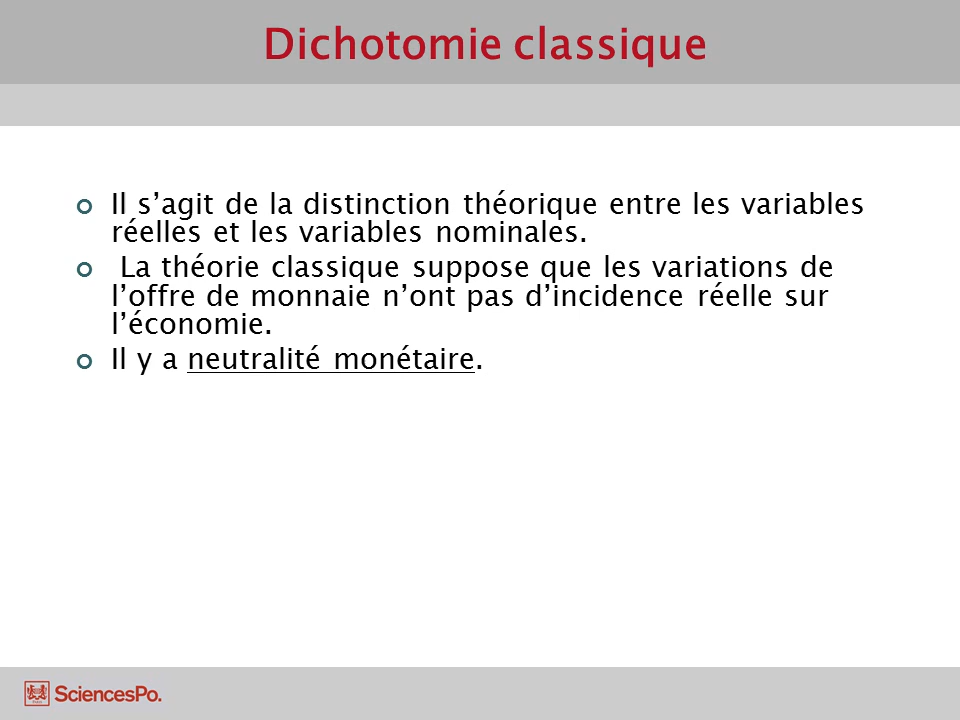 Dichotomie classique
Il s’agit de la distinction théorique entre les variables
réelles et les variables nominales.
La théorie classique suppose que les variations de
l’offre de monnaie n’ont pas d’incidence réelle sur
l’économie.
Il y a neutralité monétaire.
SciencesPo.